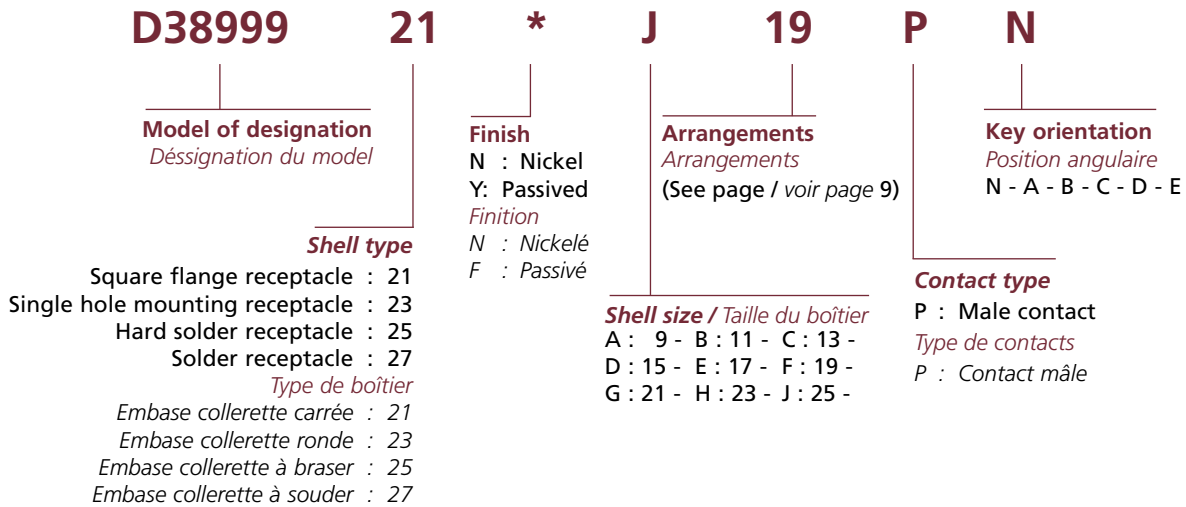 D38999 21 * J 19 P N
Model of designation
Déssignation du model
Shell type
Square flange receptacle : 21
Single hole mounting receptacle : 23
Hard solder receptacle : 25
Solder receptacle : 27
Type de boîtier
Embase collerette carrée : 21
Embase collerette ronde : 23
Embase collerette à braser : 25
Embase collerette à souder : 27
Finish
N : Nickel
Y: Passived
Finition
N : Nickelé
F : Passivé
Shell size / Taille du boîtier
A : 9 - B : 11 - C : 13 -
D : 15 - E : 17 - F : 19 -
G : 21 - H : 23 - J : 25 -
Arrangements
Arrangements
(See page / voir page 9)
Contact type
P : Male contact
Type de contacts
P : Contact mâle
Key orientation
Position angulaire
N - A - B - C - D - E